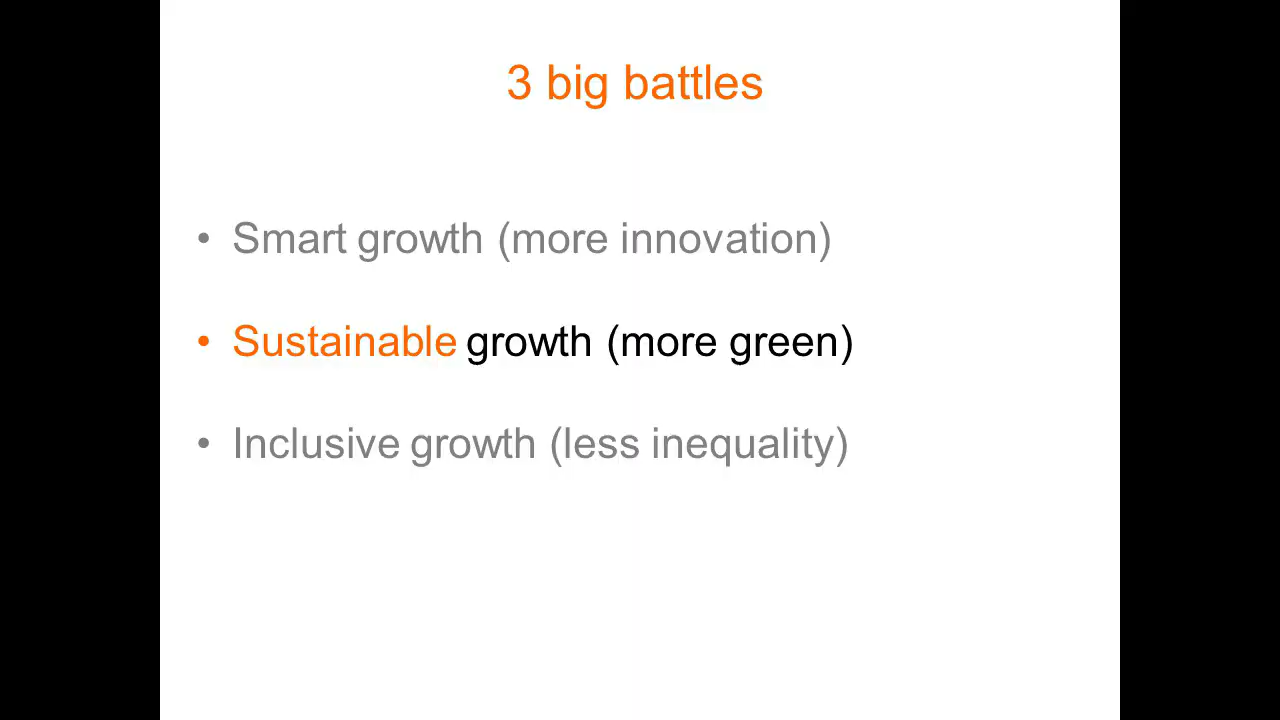 3 big battles
• Smart growth (more innovation)
• Sustainable growth (more green)
• Inclusive growth (less inequality)